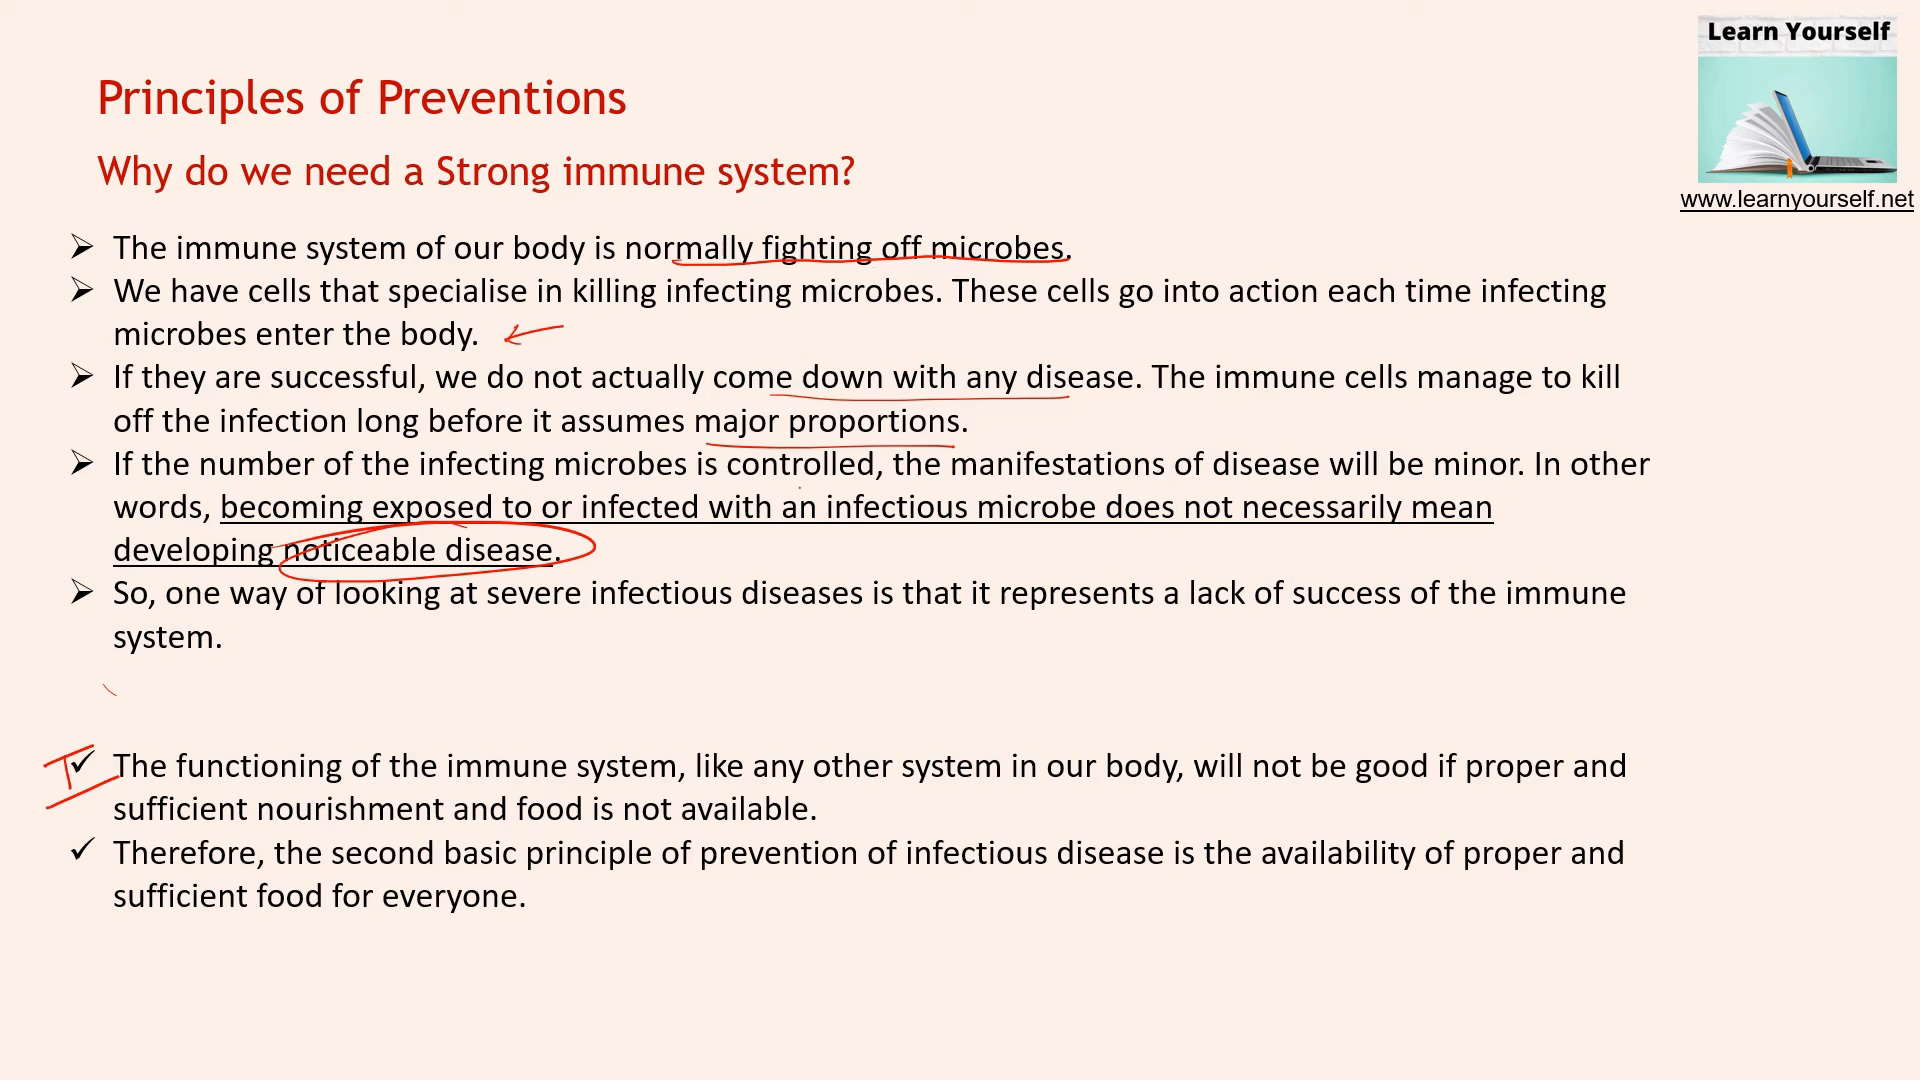 Learn Yourself
www.learnyourself.net
Principles of Preventions
Why do we need a Strong immune system?
➢ The immune system of our body is normally fighting off microbes.
➢ We have cells that specialise in killing infecting microbes. These cells go into action each time infecting
microbes enter the body.
➢ If they are successful, we do not actually come down with any disease. The immune cells manage to kill
off the infection long before it assumes major proportions.
➢ If the number of the infecting microbes is controlled, the manifestations of disease will be minor. In other
words, becoming exposed to or infected with an infectious microbe does not necessarily mean
developing noticeable disease.
➢ So, one way of looking at severe infectious diseases is that it represents a lack of success of the immune
system.
✓ The functioning of the immune system, like any other system in our body, will not be good if proper and
sufficient nourishment and food is not available.
✓ Therefore, the second basic principle of prevention of infectious disease is the availability of proper and
sufficient food for everyone.